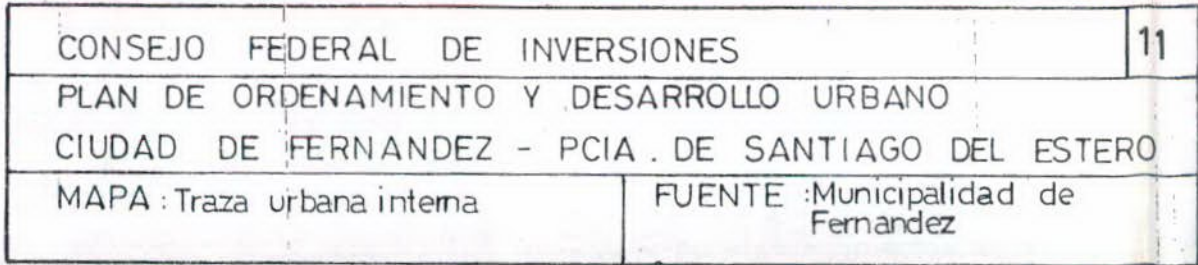 CONSEJO FEDERAL DE INVERSIONES
11
PLAN DE ORDENAMIENTO Y DESARROLLO URBANO
CIUDAD DE FERNANDEZ - PCIA. DE SANTIAGO DEL ESTERO
MAPA : Traza urbana interna
FUENTE : Municipalidad de
Fernandez